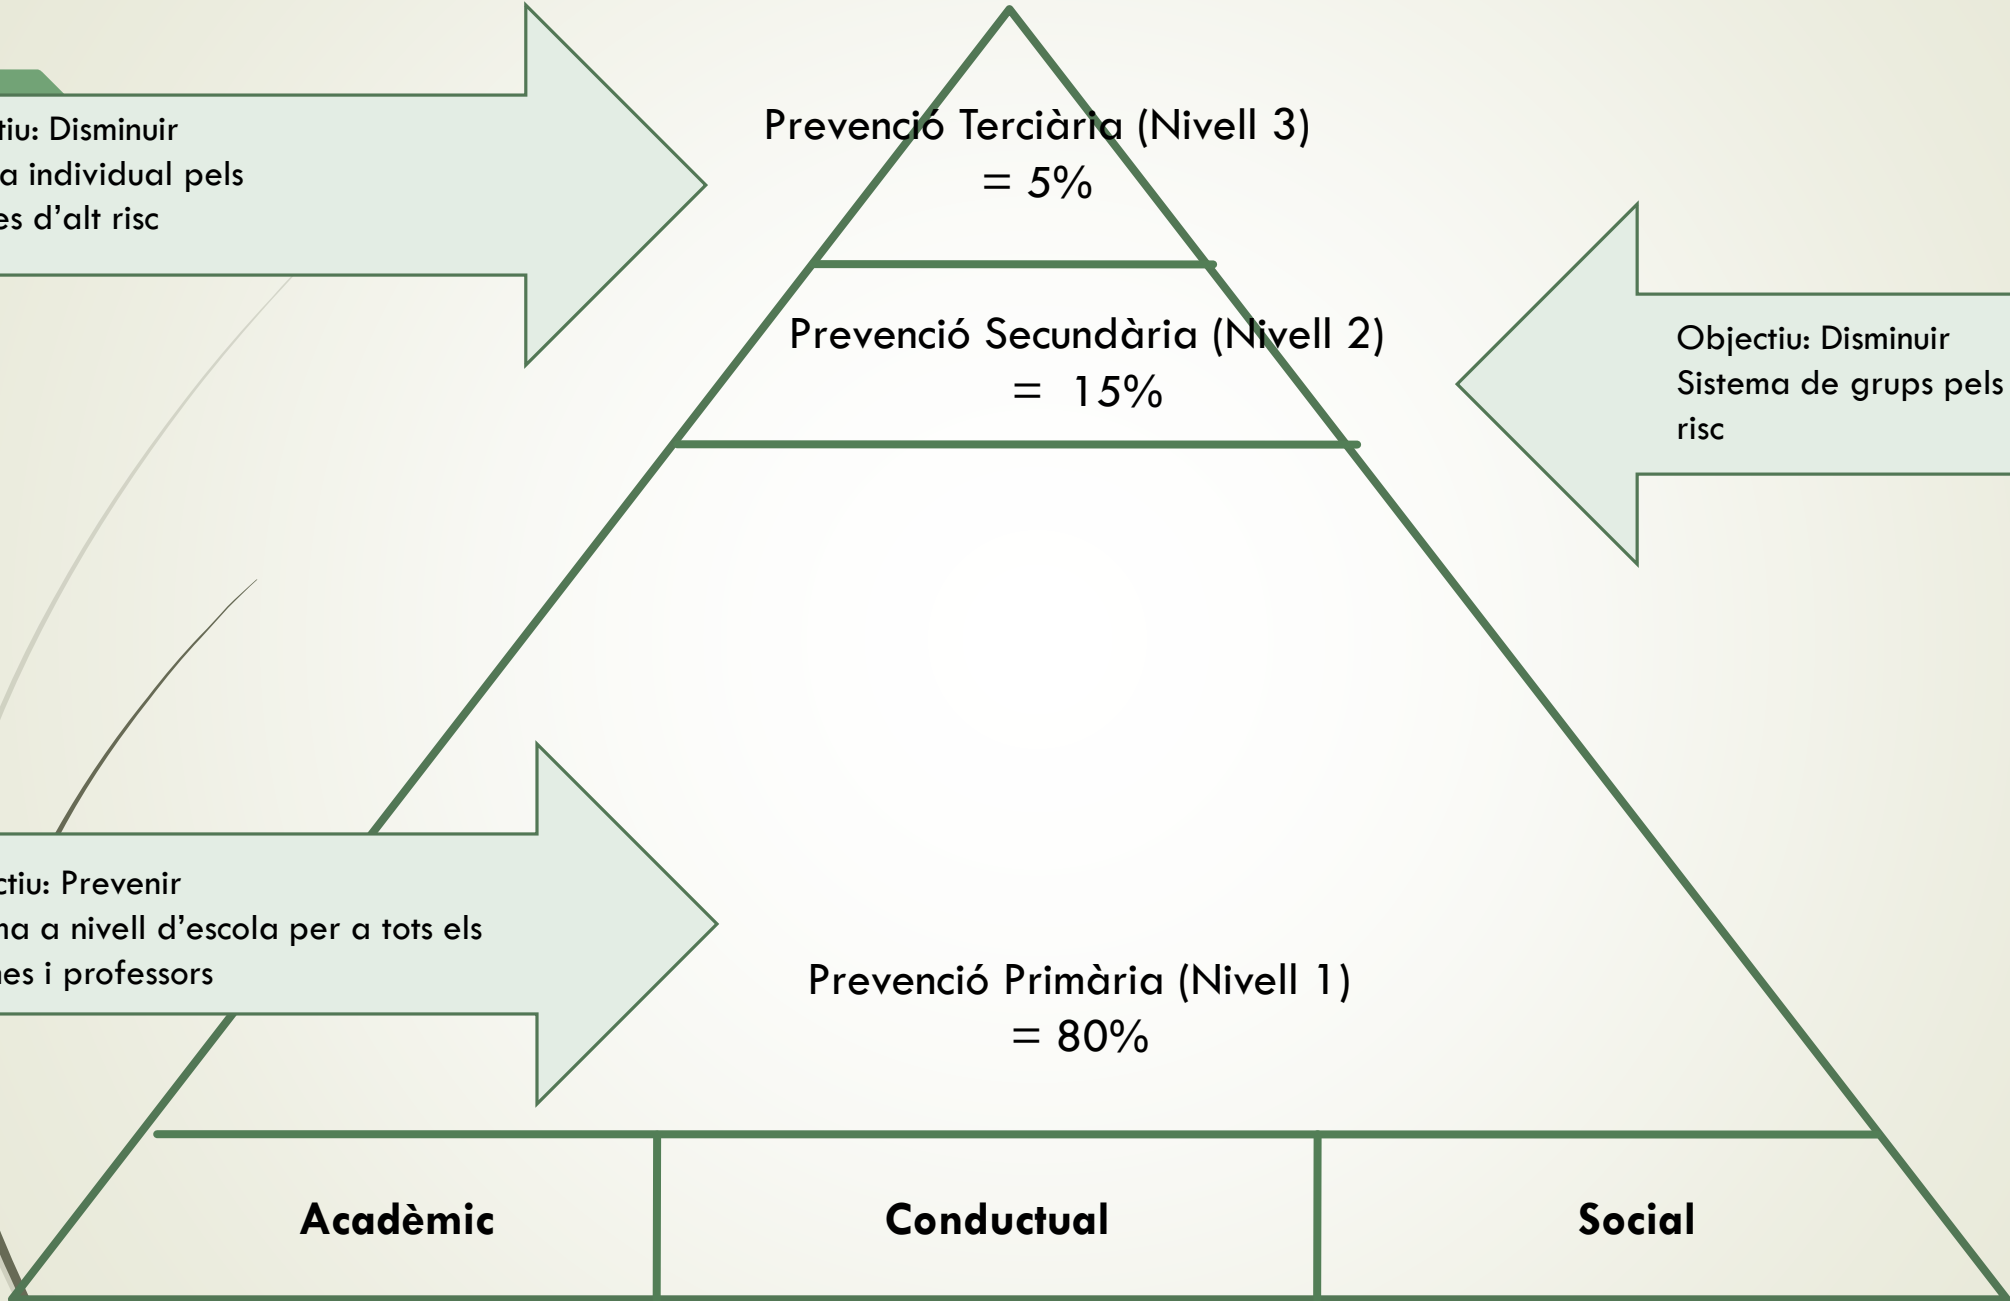 Prevenció Terciària (Nivell 3)
= 5%
tiu: Disminuir
a individual pels
es d’alt risc
Prevenció Secundària (Nivell 2)
= 15%
Objectiu: Disminuir
Sistema de grups pels
risc
ctiu: Prevenir
na a nivell d’escola per a tots els
nes i professors
Prevenció Primària (Nivell 1)
= 80%
Acadèmic
Conductual
Social